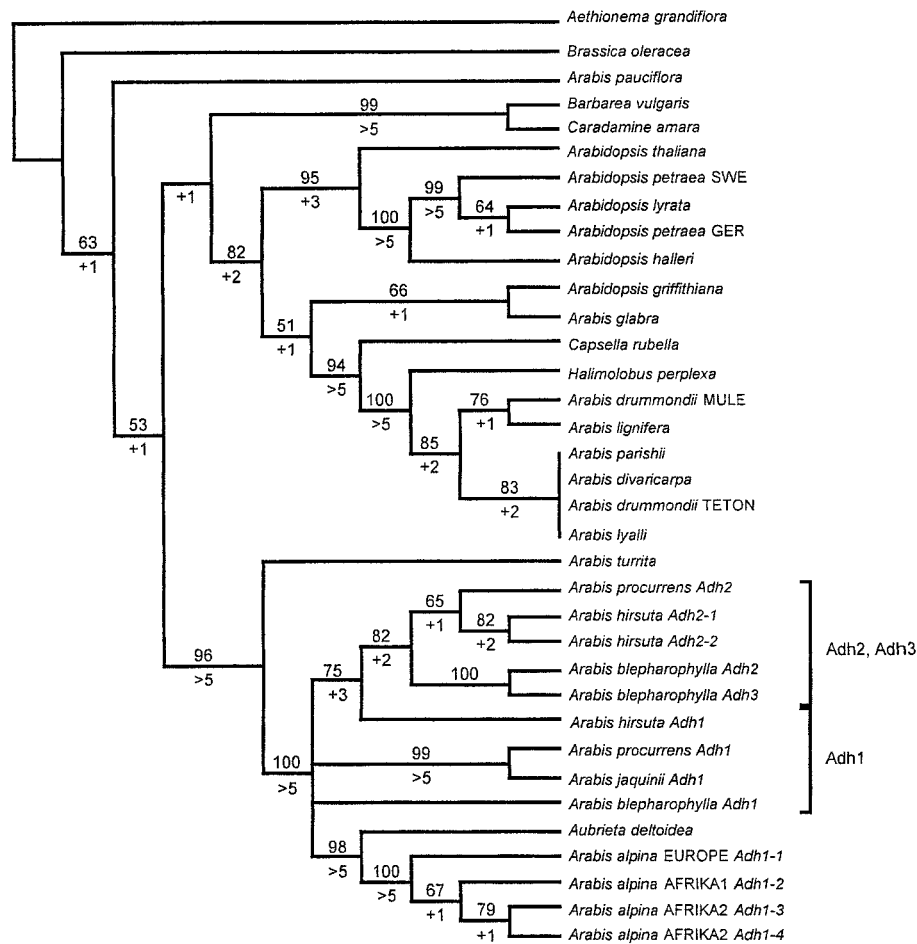 Aethionema grandiflora
Brassica oleracea
Arabis pauciflora
99
>5
Barbarea vulgaris
Caradamine amara
+1
63
+1
95
+3
Arabidopsis thaliana
99
>5
Arabidopsis petraea SWE
64
+1
Arabidopsis lyrata
Arabidopsis petraea GER
100
>5
Arabidopsis halleri
82
+2
66
+1
Arabidopsis griffithiana
Arabis glabra
51
+1
Capsella rubella
94
>5
Halimolobus perplexa
100
>5
76
+1
Arabis drummondii MULE
Arabis lignifera
53
+1
85
+2
Arabis parishii
Arabis divaricarpa
83
+2
Arabis drummondii TETON
Arabis lyalli
Arabis turrita
65
+1
Arabis procurrens Adh2
82
+2
Arabis hirsuta Adh2-1
Arabis hirsuta Adh2-2
82
+2
Adh2, Adh3
96
>5
75
+3
100
Arabis blepharophylla Adh2
Arabis blepharophylla Adh3
Arabis hirsuta Adh1
99
>5
Arabis procurrens Adh1
Adh1
100
>5
Arabis jaquinii Adh1
Arabis blepharophylla Adh1
Aubrieta deltoidea
98
>5
Arabis alpina EUROPE Adh1-1
100
>5
67
+1
Arabis alpina AFRIKA1 Adh1-2
79
+1
Arabis alpina AFRIKA2 Adh1-3
Arabis alpina AFRIKA2 Adh1-4